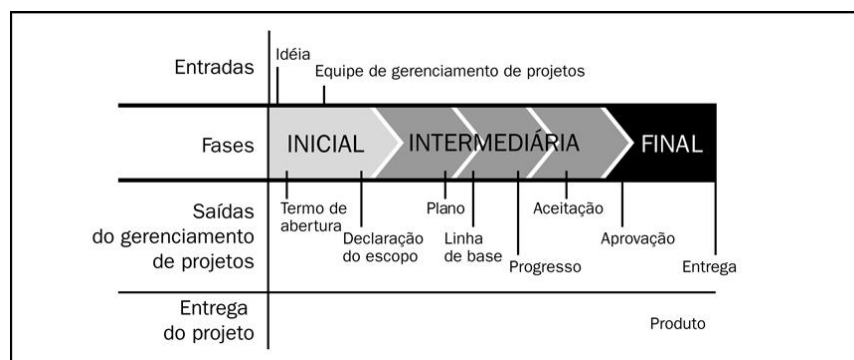 Entradas
Idéia
Equipe de gerenciamento de projetos
Fases
INICIAL
INTERMEDIÁRIA
FINAL
Saídas
do gerenciamento
de projetos
Termo de
abertura
Declaração
do escopo
Plano
Linha
de base
Progresso
Aceitação
Aprovação
Entrega
Entrega
do projeto
Produto